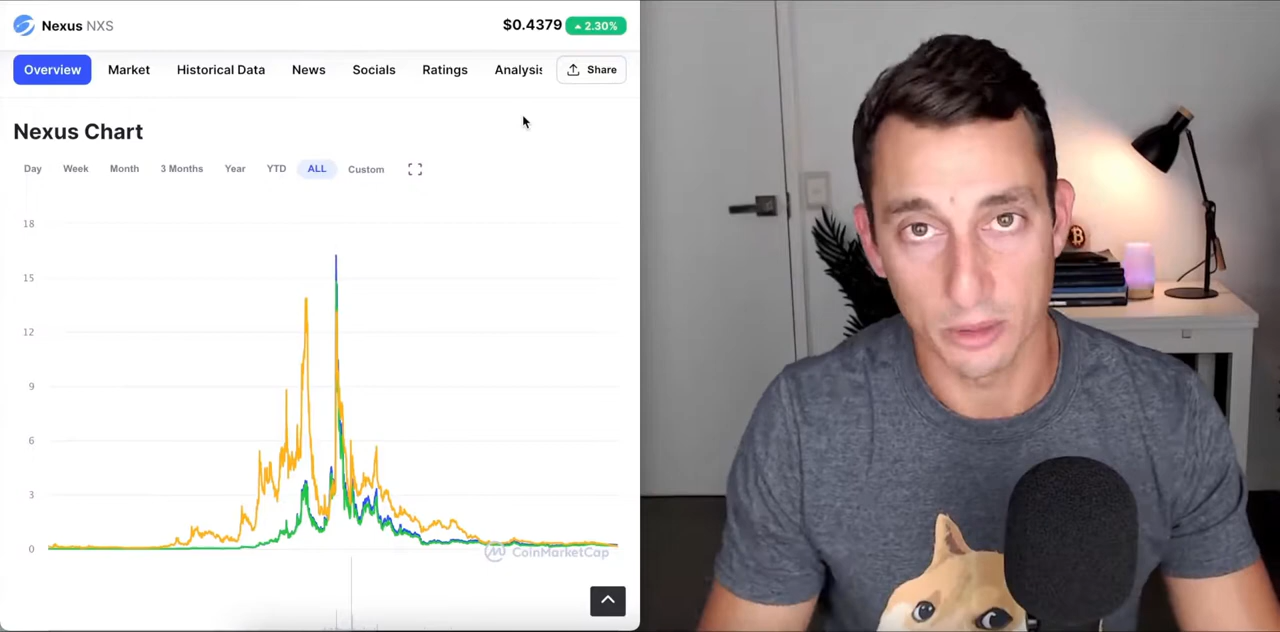 Nexus NXS
$0.4379 2.30%
Overview Market Historical Data News Socials Ratings Analysis Share
Nexus Chart
Day Week Month 3 Months Year YTD ALL Custom
18
15
12
9
6
3
0
CoinMarketCap